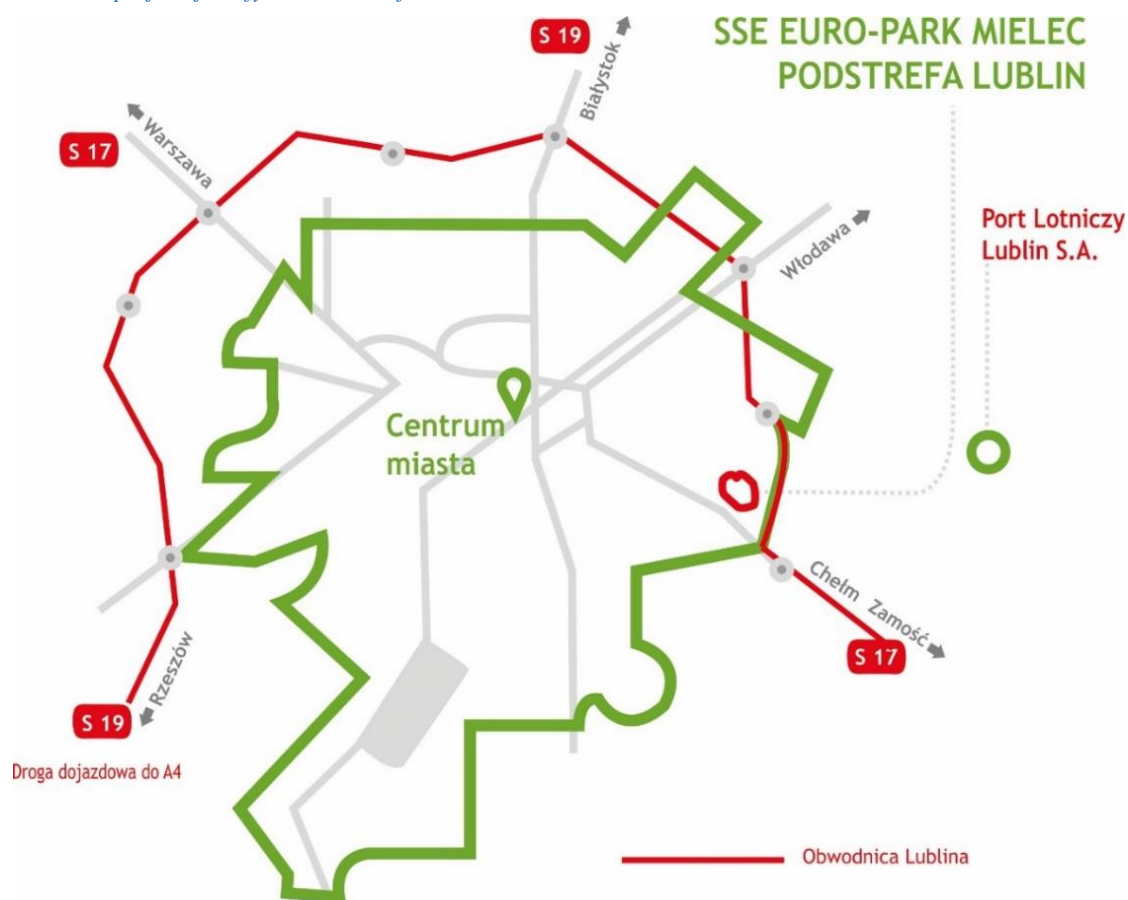 S 19
Białystok
SSE EURO-PARK MIELEC
PODSTREFA LUBLIN
S 17
Warszawa
Port Lotniczy
Lublin S.A.
Włodawa
Centrum
miasta
Chełm Zamość
S 17
Rzeszów
S 19
Droga dojazdowa do A4
Obwodnica Lublina